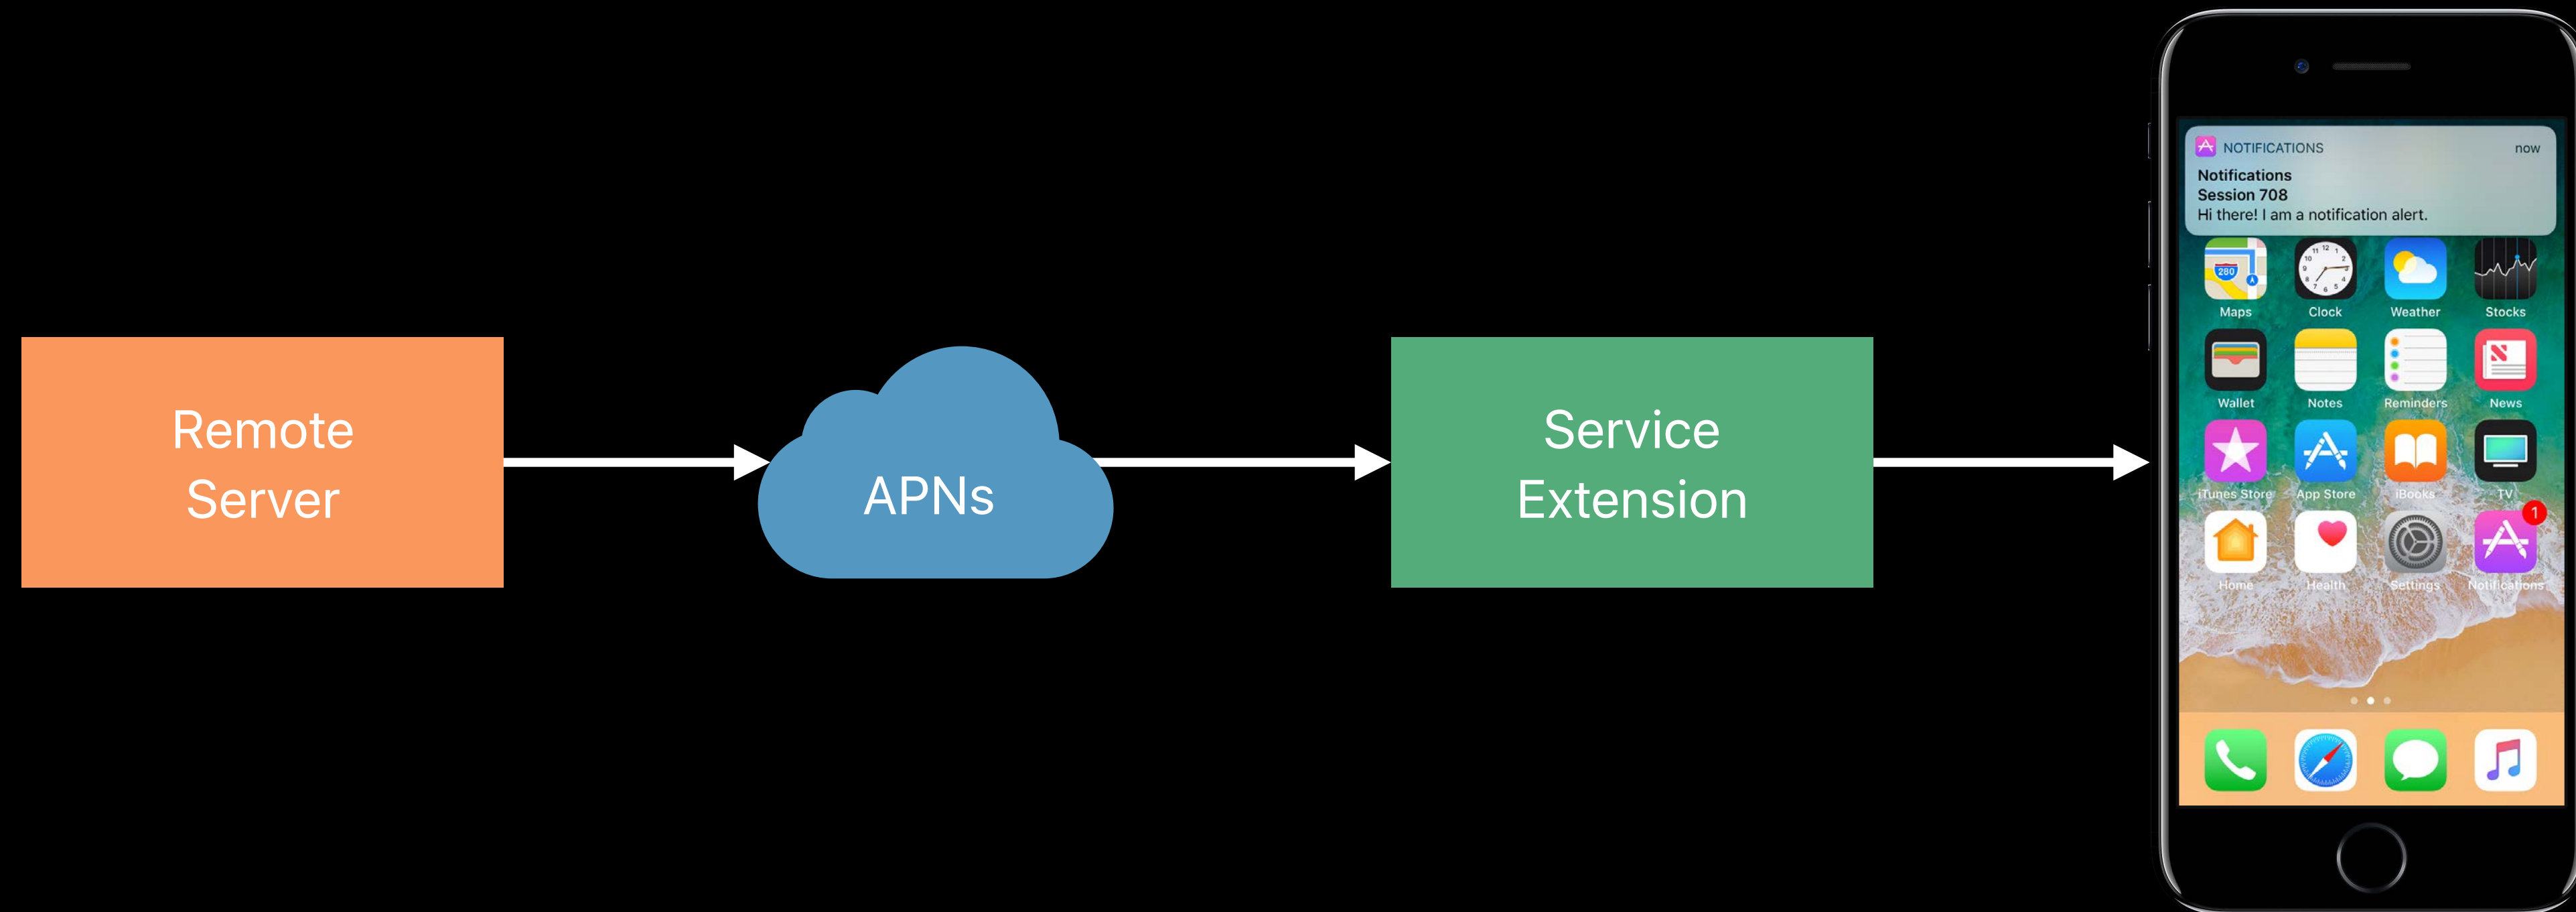 Remote
Server
APNs
Service
Extension
NOTIFICATIONS now
Notifications
Session 708
Hi there! I am a notification alert.
280
Maps Clock Weather Stocks
Wallet Notes Reminders News
iTunes Store App Store iBooks TV
1
Home Health Settings Notifications